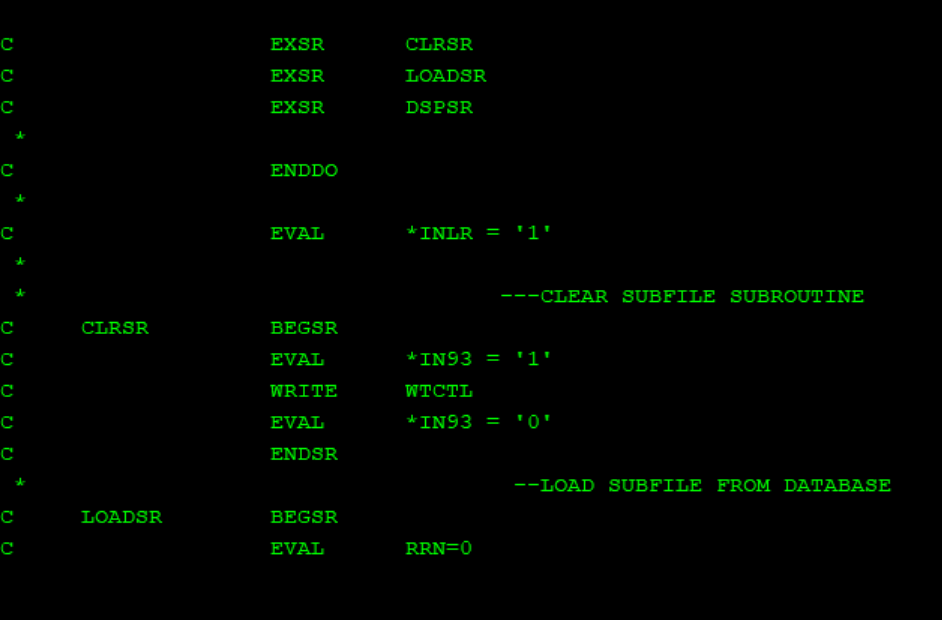 C                   EXSR      CLRSR
C                   EXSR      LOADSR
C                   EXSR      DSPSR
 *
C                   ENDDO
 *
C                   EVAL      *INLR = '1'
 *
 *                                   ---CLEAR SUBFILE SUBROUTINE
C     CLRSR         BEGSR
C                   EVAL      *IN93 = '1'
C                   WRITE     WTCTL
C                   EVAL      *IN93 = '0'
C                   ENDSR
 *                                    --LOAD SUBFILE FROM DATABASE
C     LOADSR        BEGSR
C                   EVAL      RRN=0